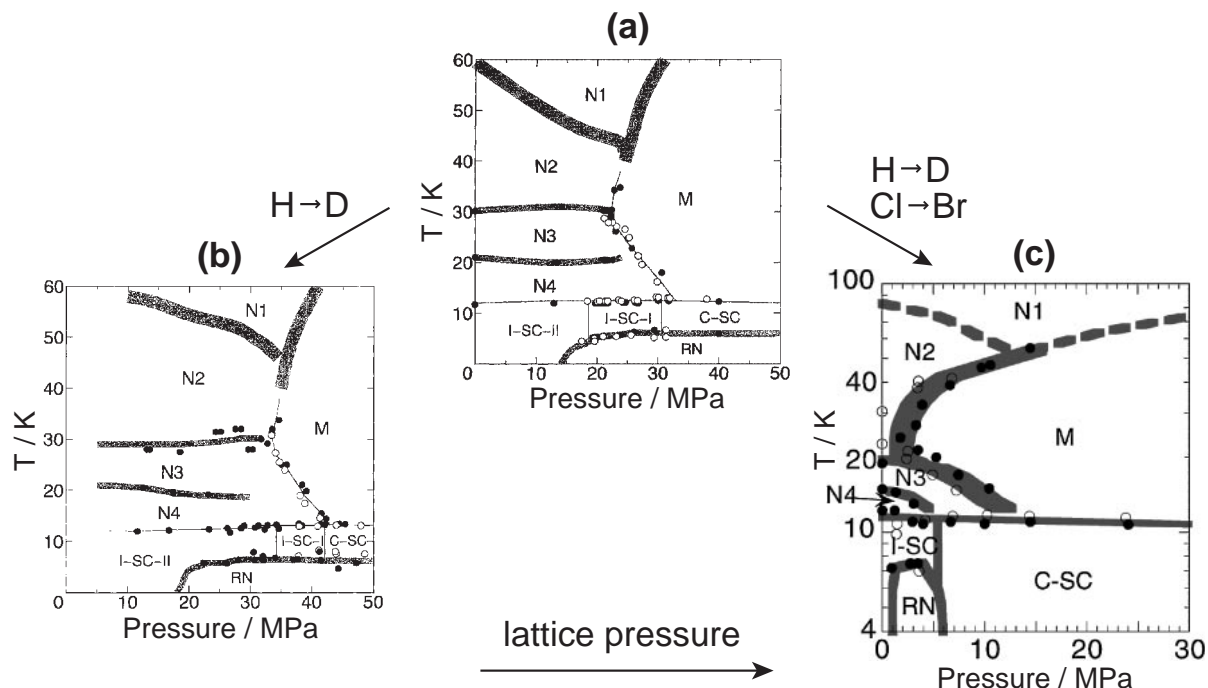 (a)
60
50
40
30
20
10
T / K
N1
N2
N3
N4
M
I-SC-II
I-SC-I
C-SC
RN
0 10 20 30 40 50
Pressure / MPa
H→D
H→D
Cl→Br
(b)
60
50
40
30
20
10
T / K
N1
N2
N3
N4
M
I-SC-II
I-SC-I
C-SC
RN
0 10 20 30 40 50
Pressure / MPa
(c)
100
40
20
10
4
T / K
N1
N2
M
N3
N4
I-SC
RN
C-SC
0 10 20 30
Pressure / MPa
lattice pressure